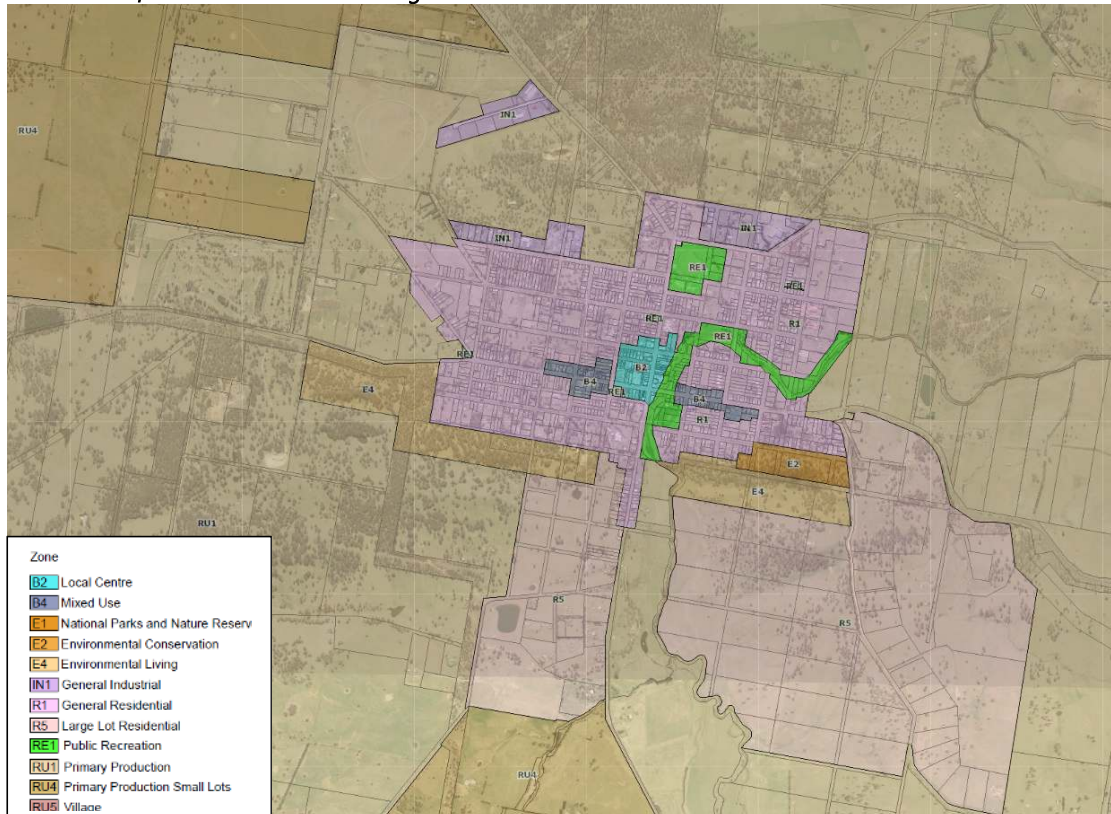 IN1
RU4
IN1
IN1
RE1
RE1
R1
RE1
RE1
RE1
B2
E4
B4
RE1
B4
R1
E2
E4
RU1
R5
R5
RU4
Zone
B2 Local Centre
B4 Mixed Use
E1 National Parks and Nature Reserv
E2 Environmental Conservation
E4 Environmental Living
IN1 General Industrial
R1 General Residential
R5 Large Lot Residential
RE1 Public Recreation
RU1 Primary Production
RU4 Primary Production Small Lots
RU5 Village